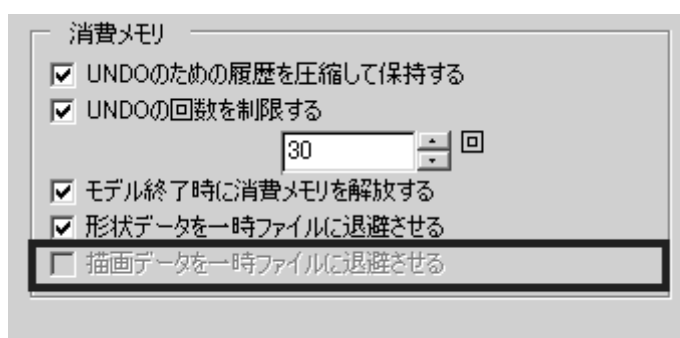 消費メモリ
UNDOのための履歴を圧縮して保持する
UNDOの回数を制限する
30 回
モデル終了時に消費メモリを解放する
形状データを一時ファイルに退避させる
描画データを一時ファイルに退避させる